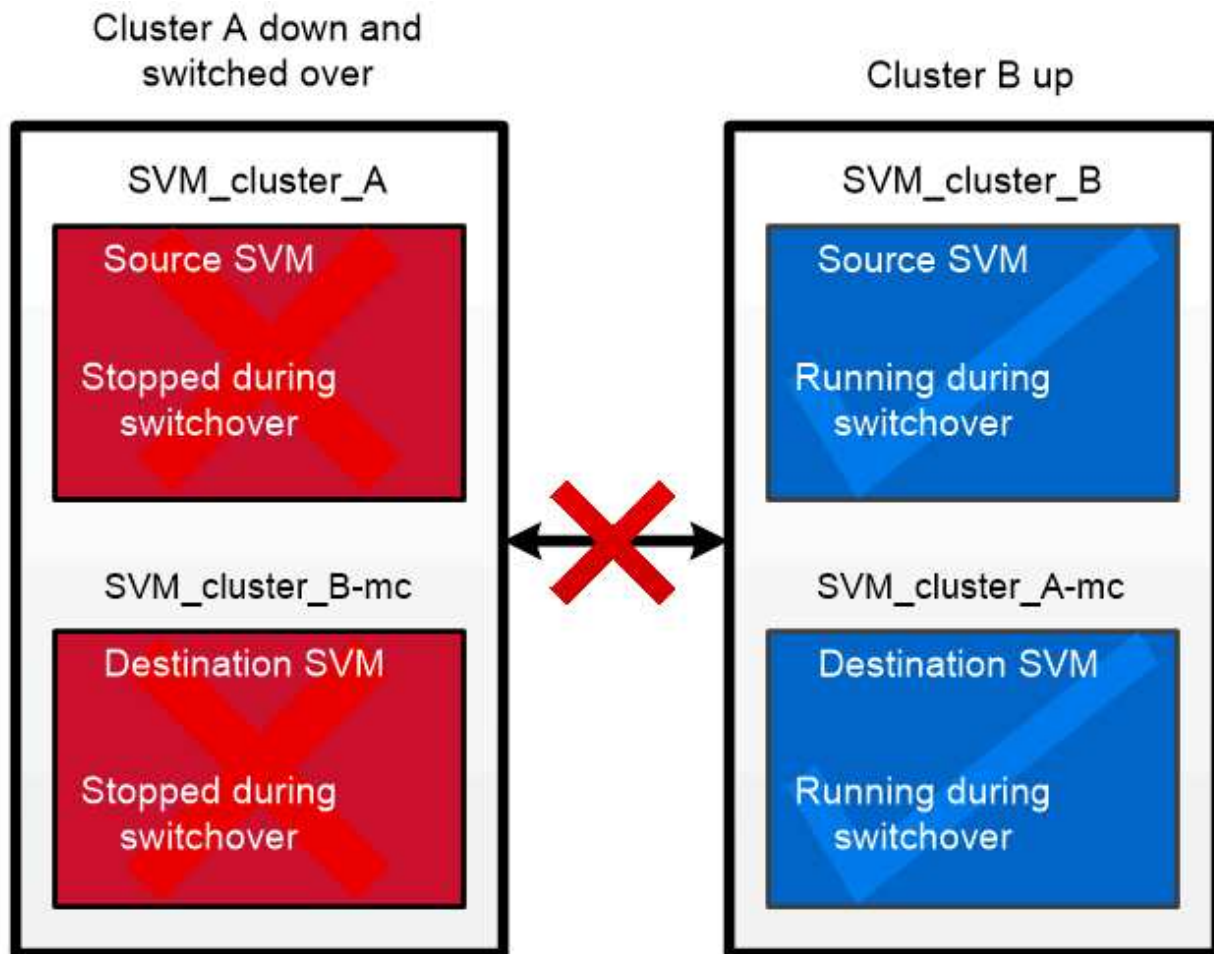 Cluster A down and
switched over
SVM_cluster_A
Source SVM
Stopped during
switchover
SVM_cluster_B-mc
Destination SVM
Stopped during
switchover
Cluster B up
SVM_cluster_B
Source SVM
Running during
switchover
SVM_cluster_A-mc
Destination SVM
Running during
switchover